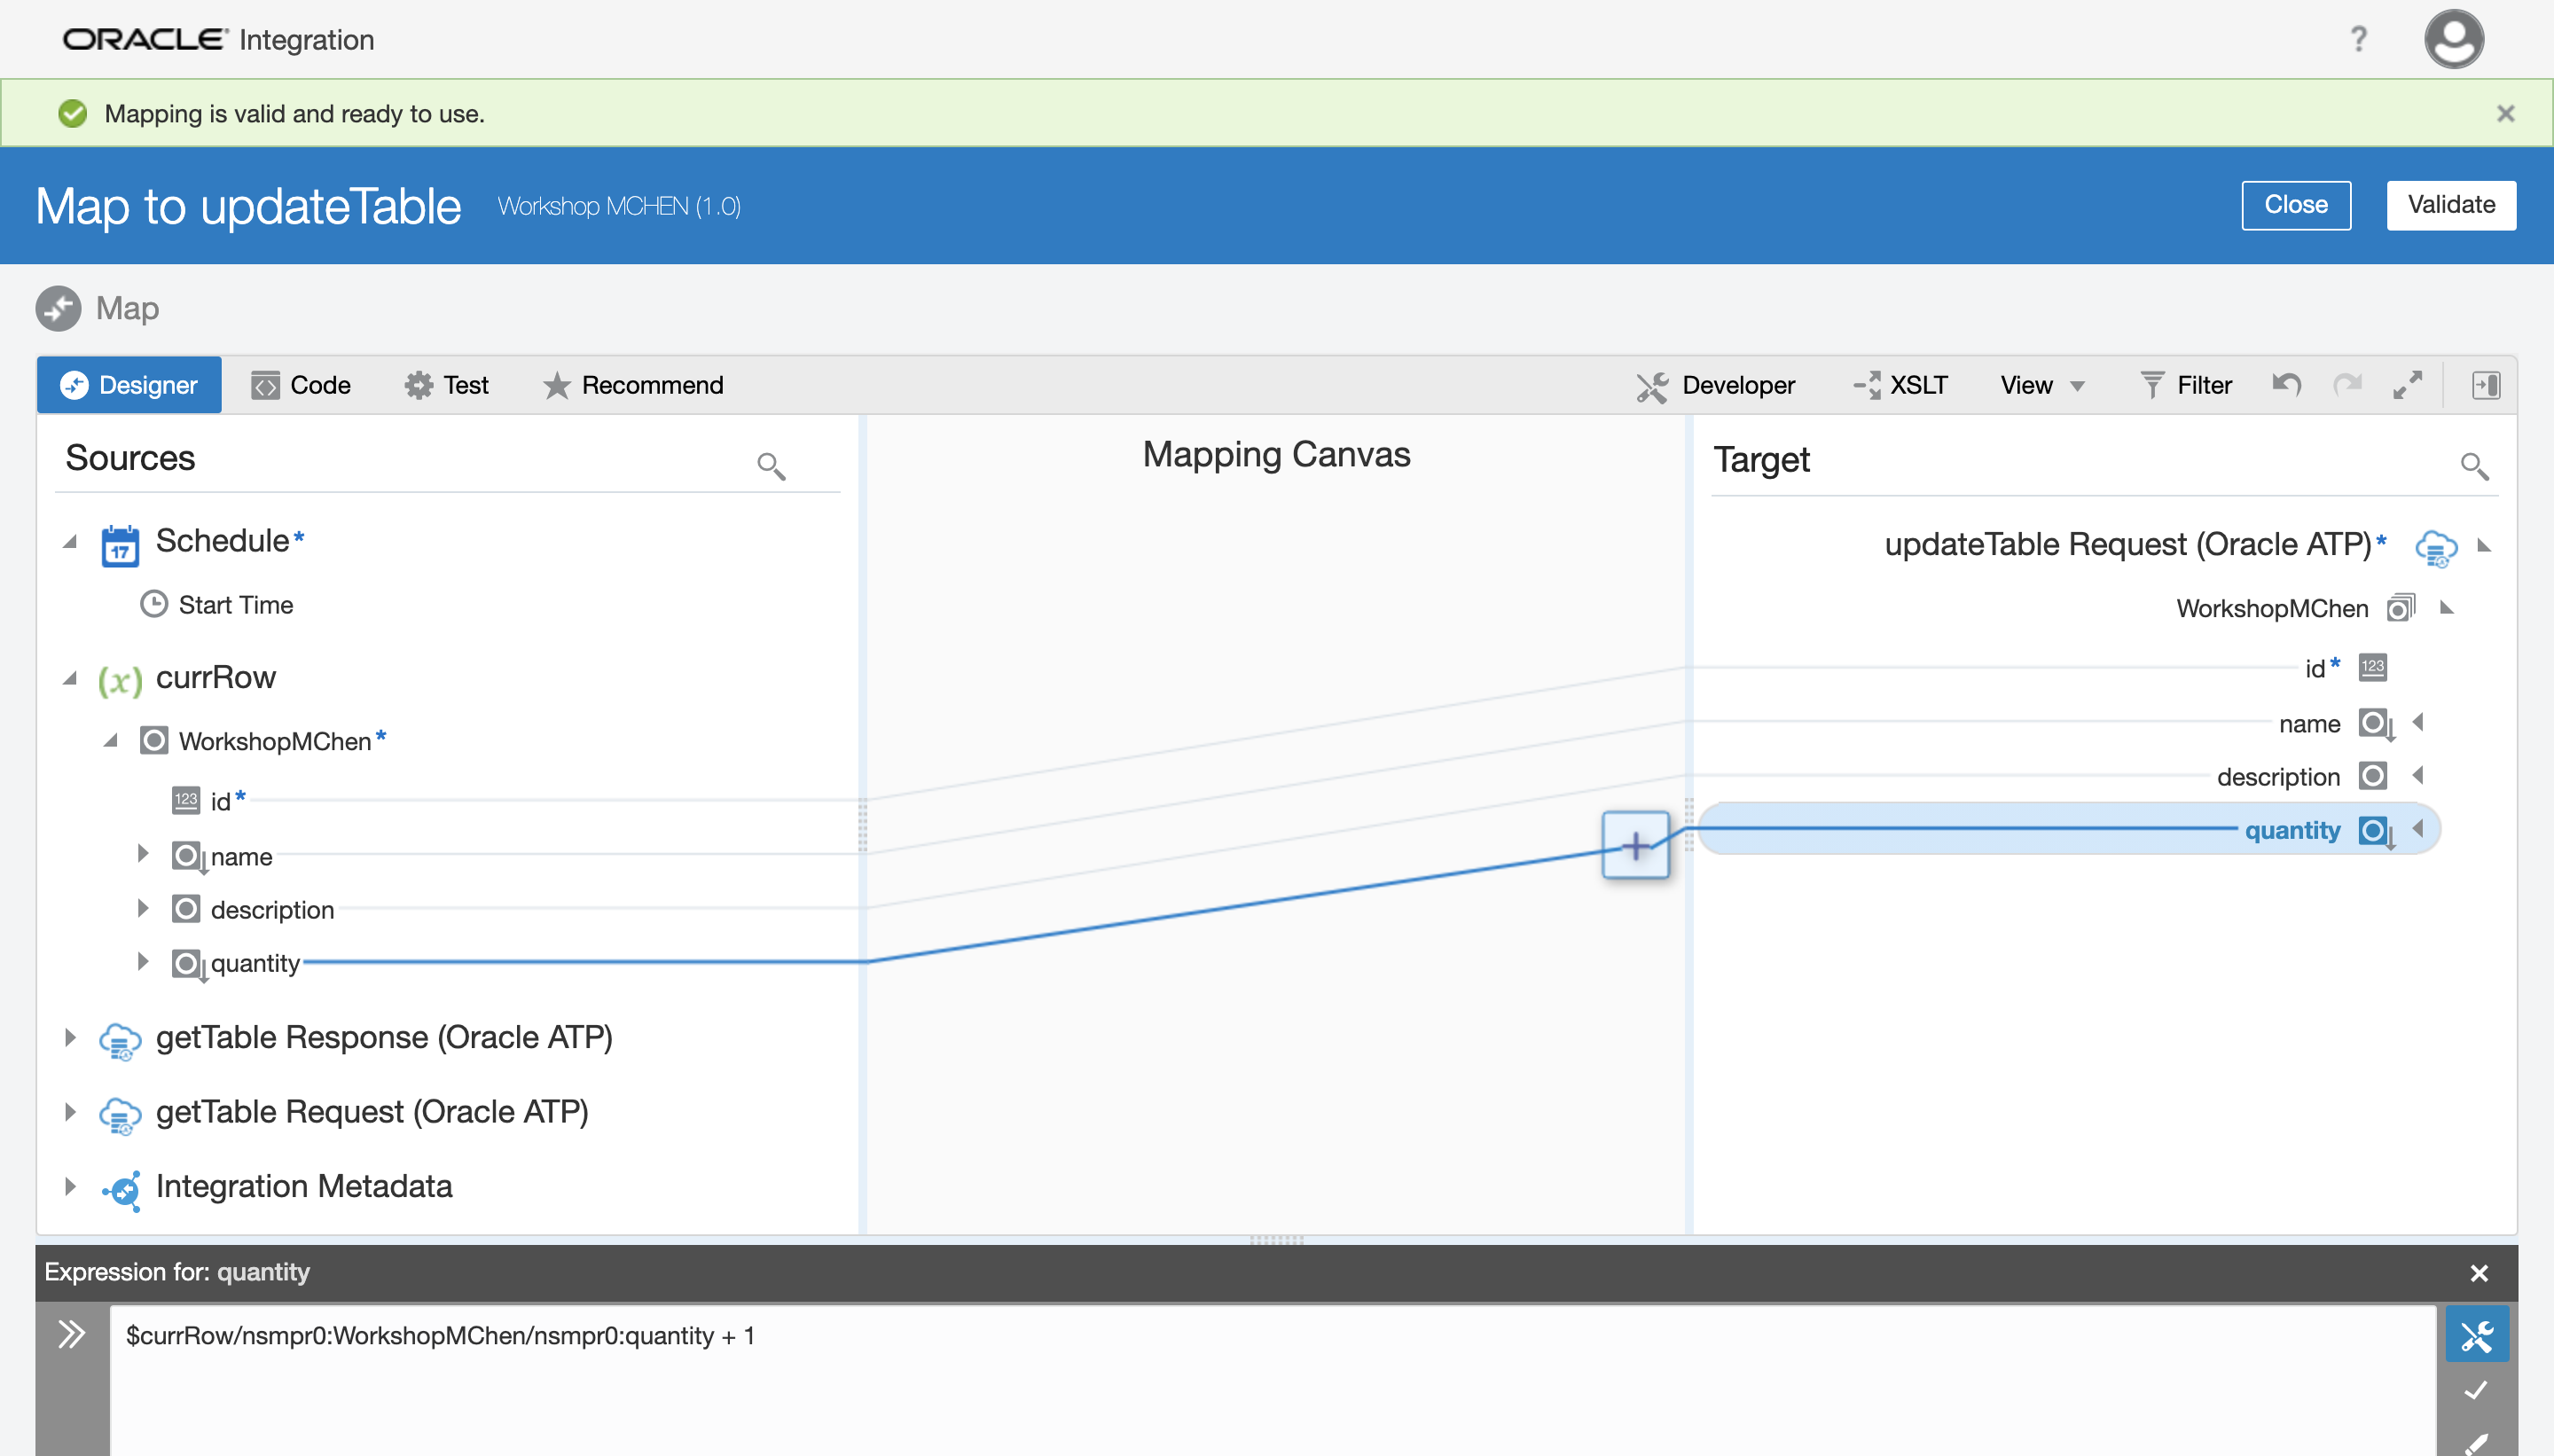 ORACLE Integration
?
Mapping is valid and ready to use.
Map to updateTable Workshop MCHEN (1.0) Close Validate
Map
Designer Code Test Recommend Developer XSLT View Filter
Sources Mapping Canvas Target
17 Schedule* updateTable Request (Oracle ATP)*
Start Time WorkshopMChen
(x) currRow id* 123
WorkshopMChen* name
123 id* description
name quantity
description
quantity
getTable Response (Oracle ATP)
getTable Request (Oracle ATP)
Integration Metadata
Expression for: quantity
$currRow/nsmpr0:WorkshopMChen/nsmpr0:quantity + 1